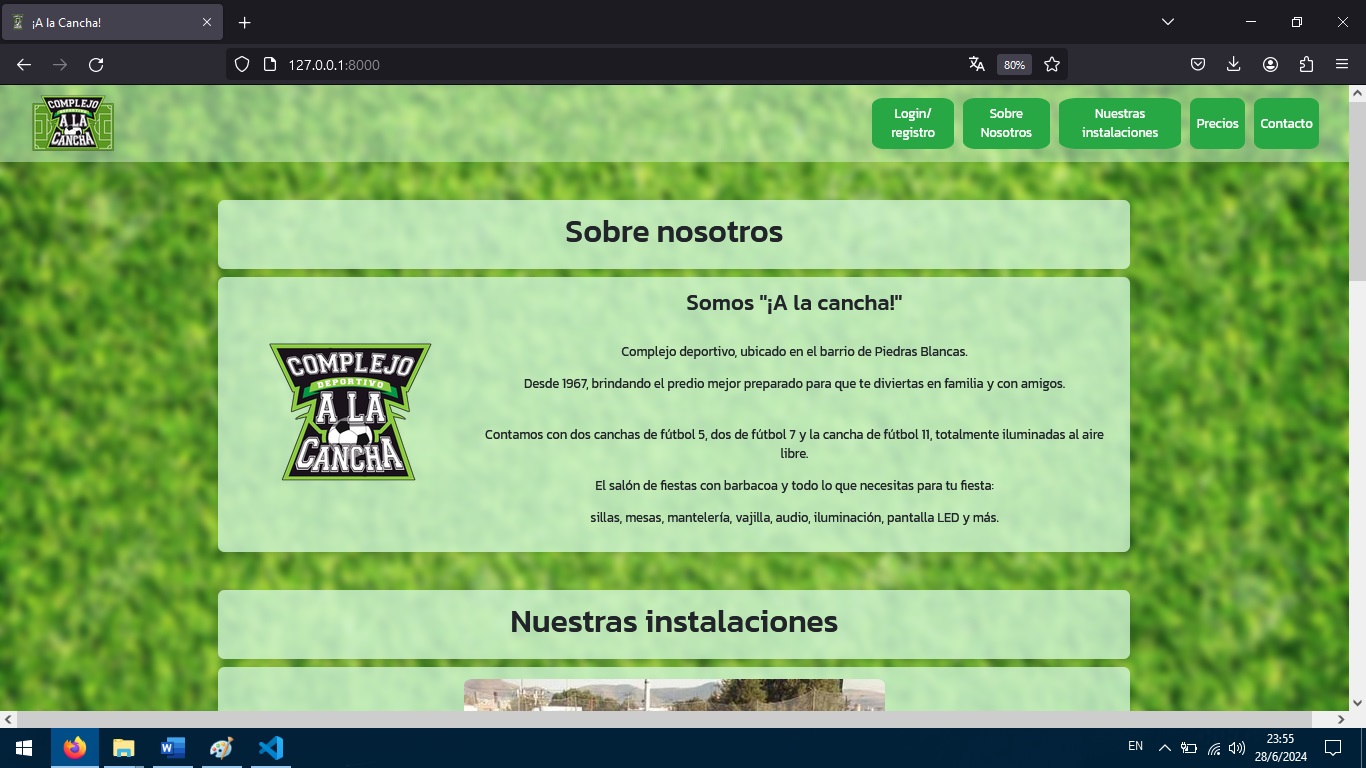 ¡A la Cancha!
127.0.0.1:8000
80%
COMPLEJO
DEPORTIVO
A LA
CANCHA
Login/
registro
Sobre
Nosotros
Nuestras
instalaciones
Precios
Contacto
Sobre nosotros
Somos "¡A la cancha!"
COMPLEJO
DEPORTIVO
A LA
CANCHA
Complejo deportivo, ubicado en el barrio de Piedras Blancas.
Desde 1967, brindando el predio mejor preparado para que te diviertas en familia y con amigos.
Contamos con dos canchas de fútbol 5, dos de fútbol 7 y la cancha de fútbol 11, totalmente iluminadas al aire
libre.
El salón de fiestas con barbacoa y todo lo que necesitas para tu fiesta:
sillas, mesas, mantelería, vajilla, audio, iluminación, pantalla LED y más.
Nuestras instalaciones
EN
23:55
28/6/2024